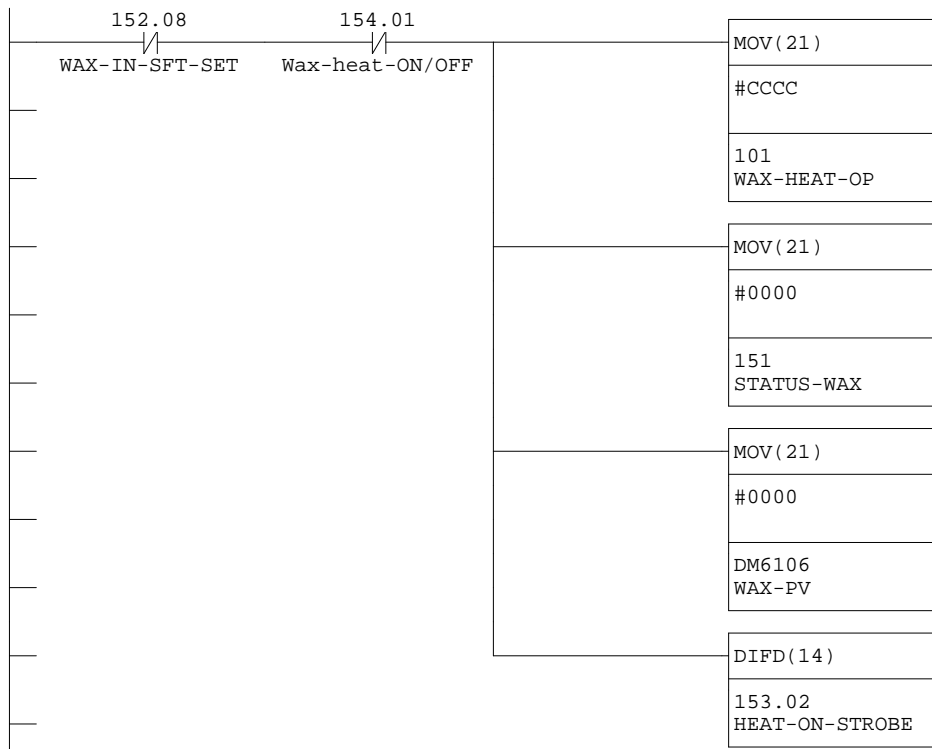 152.08
154.01
WAX-IN-SFT-SET
Wax-heat-ON/OFF
MOV(21)
#CCCC
101
WAX-HEAT-OP
MOV(21)
#0000
151
STATUS-WAX
MOV(21)
#0000
DM6106
WAX-PV
DIFD(14)
153.02
HEAT-ON-STROBE